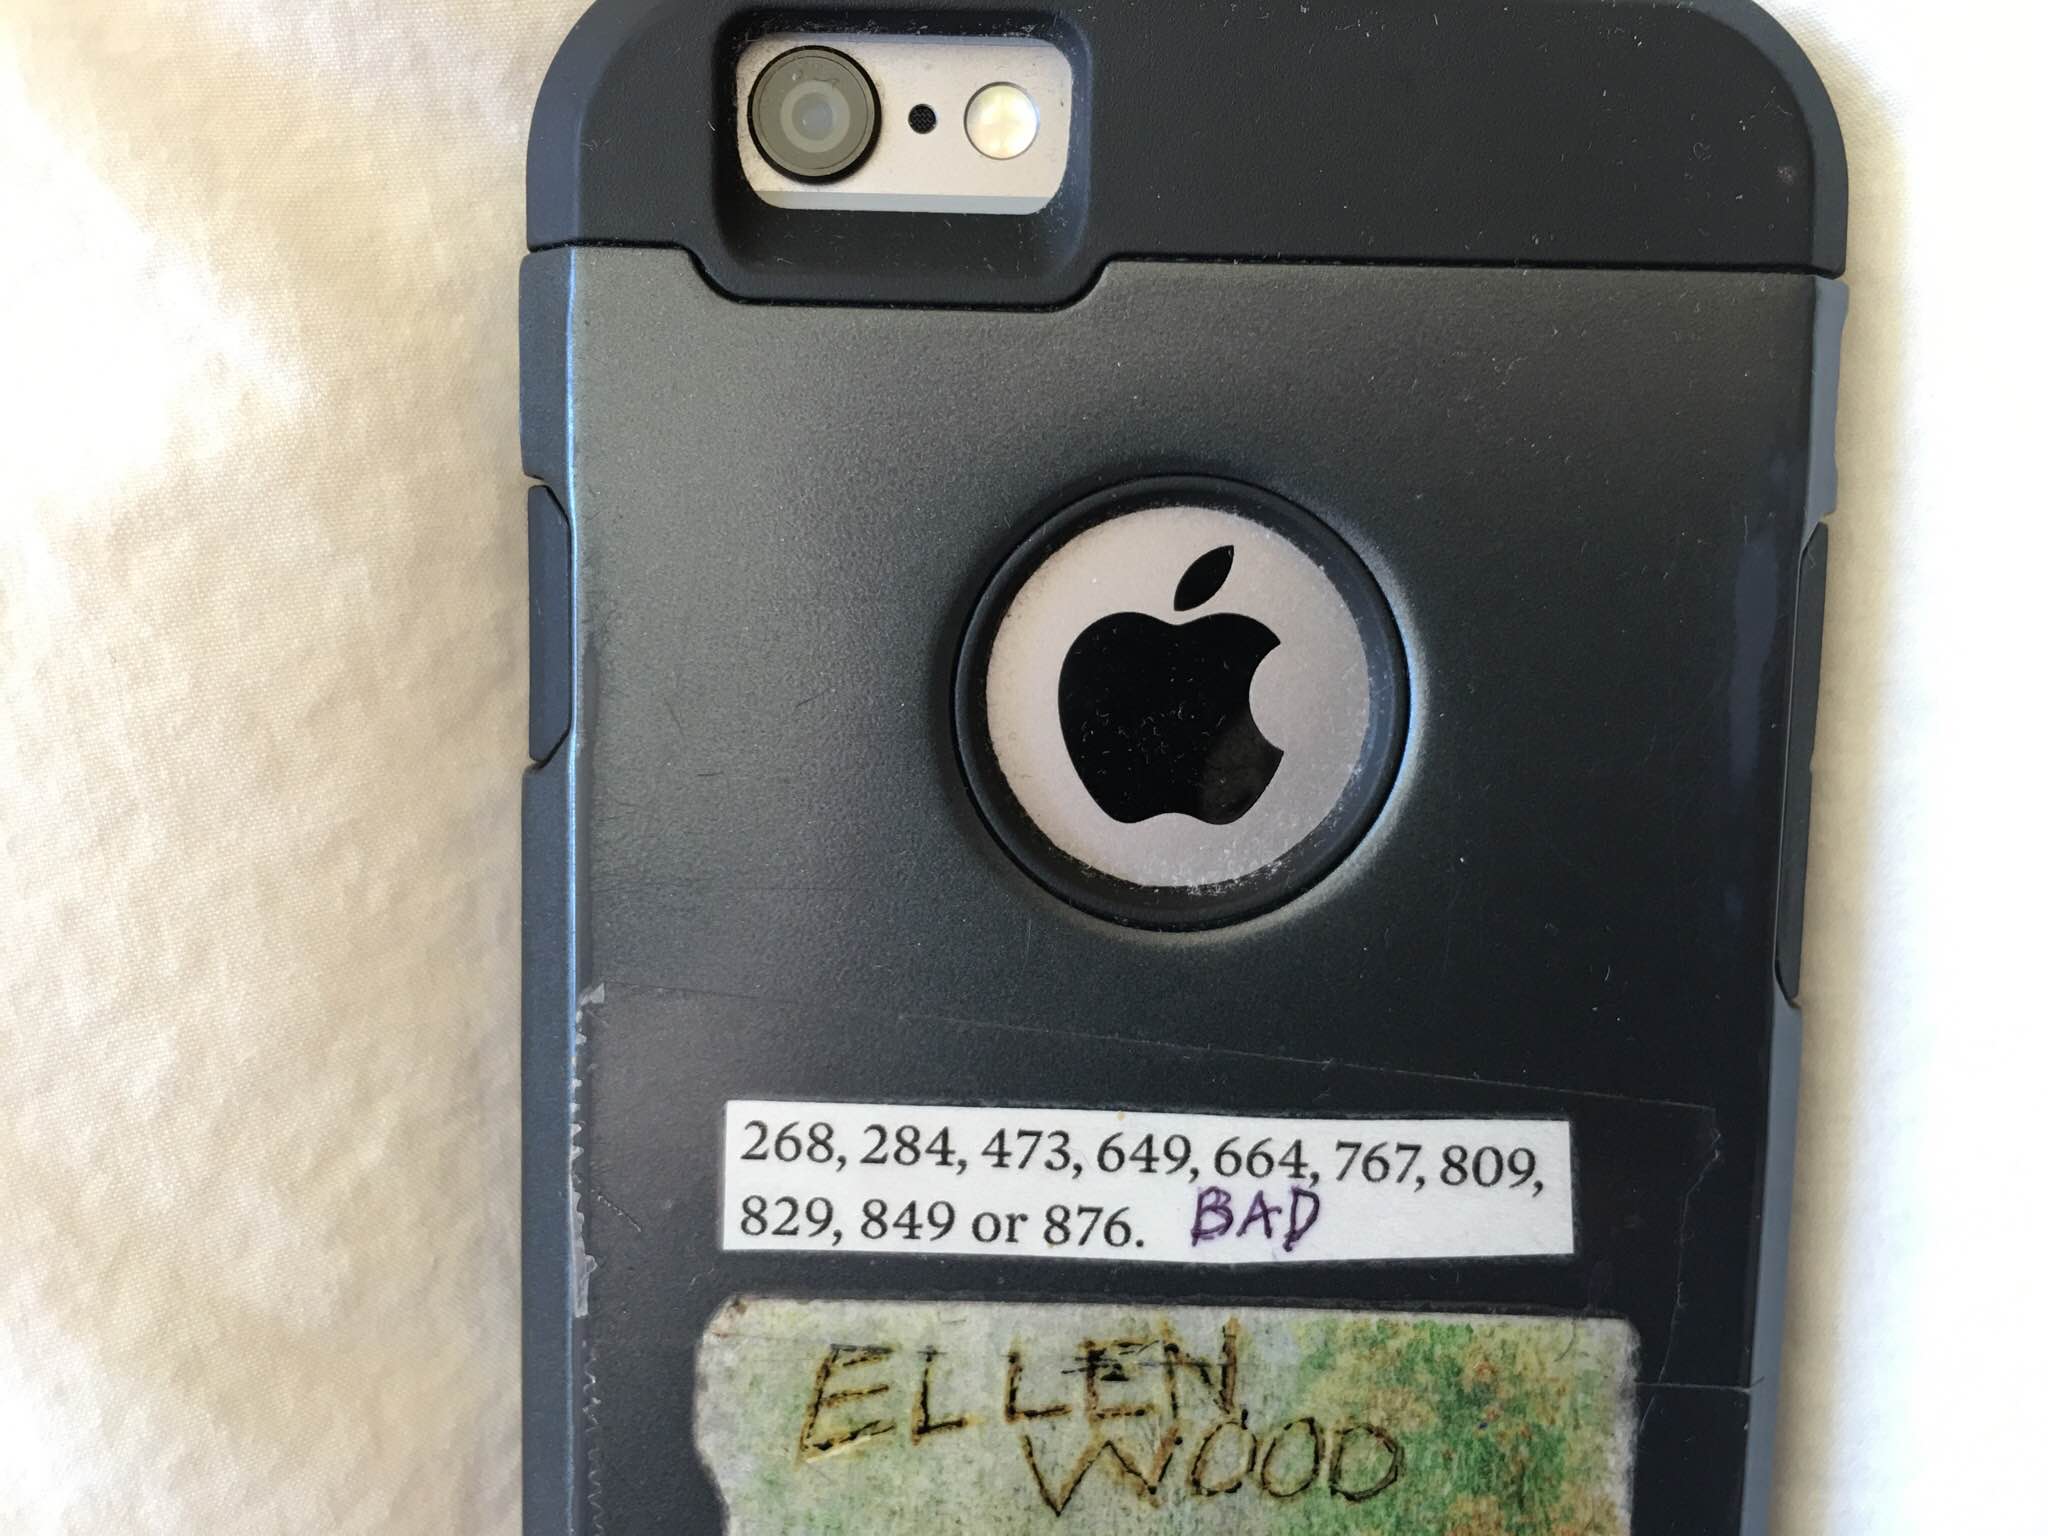 268, 284, 473, 649, 664, 767, 809,
829, 849 or 876. BAD
ELLEN
WOOD